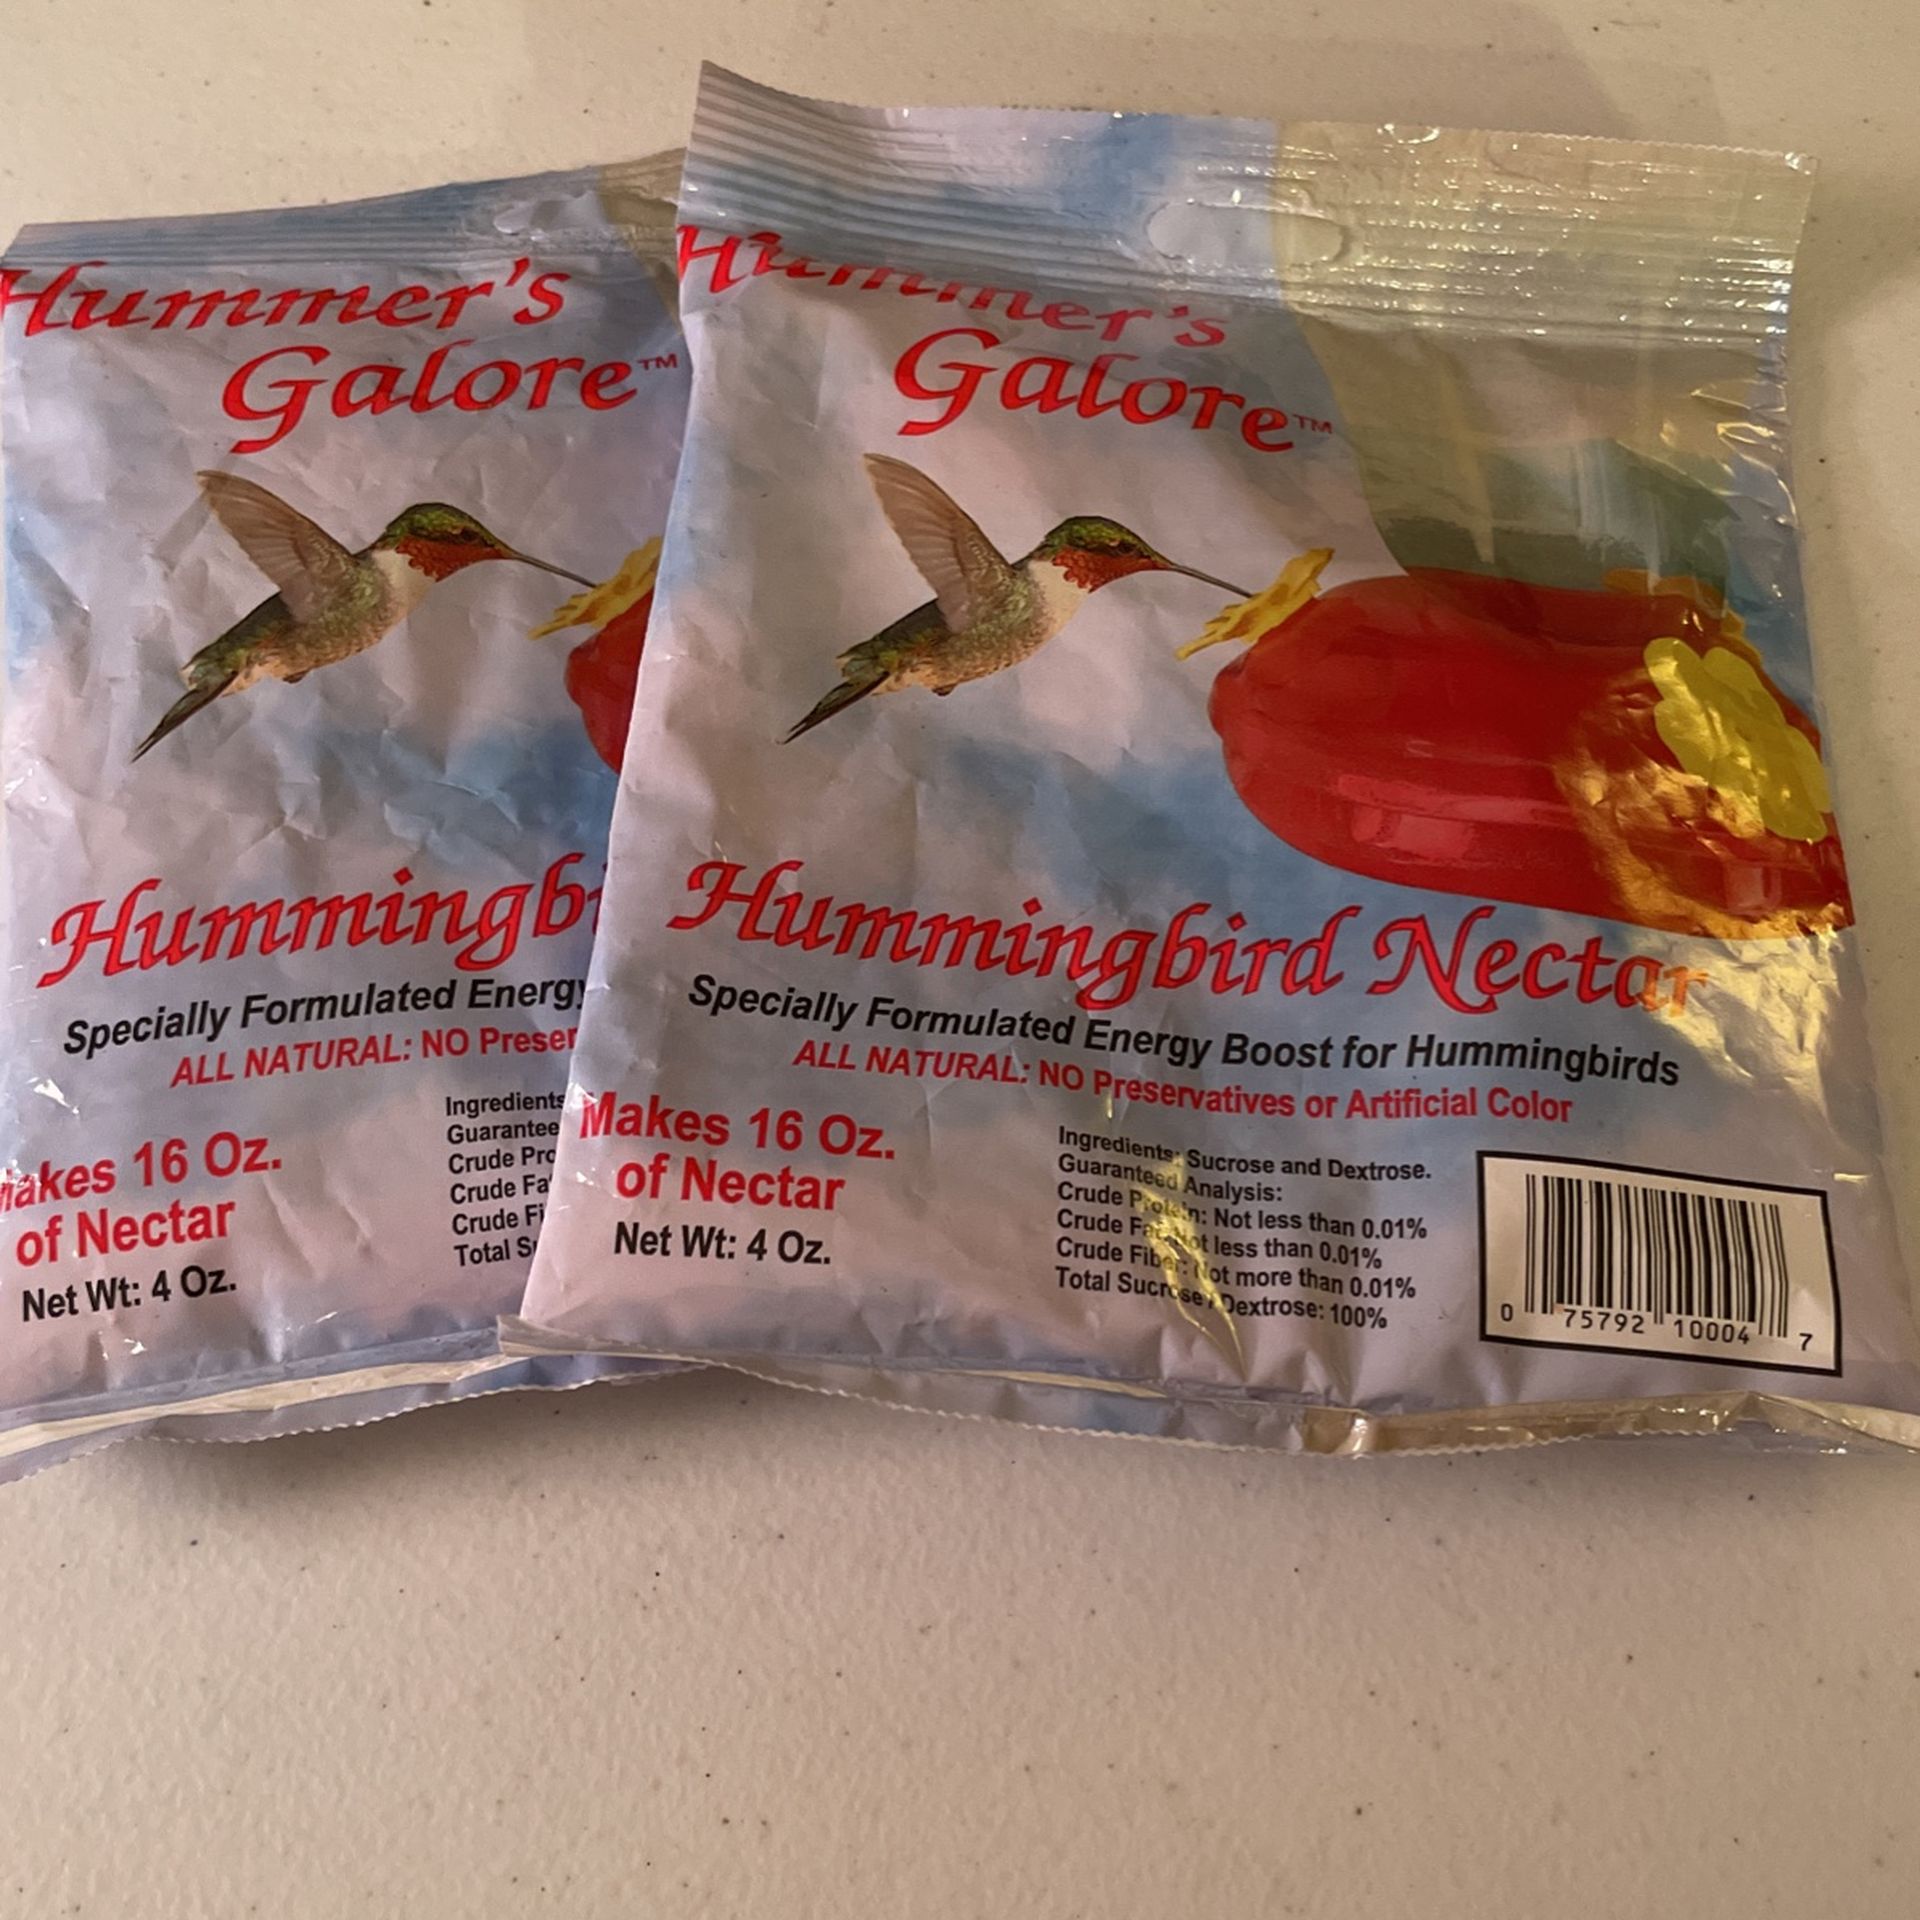 Hummer's
Galore™
Hummingbi
Specially Formulated Energy
ALL NATURAL: NO Preser
Makes 16 Oz.
of Nectar
Net Wt: 4 Oz.
Ingredients
Guarantee
Crude Pro
Crude Fa
Crude Fi
Total Su
Hummer's
Galore™
Hummingbird Nectar
Specially Formulated Energy Boost for Hummingbirds
ALL NATURAL: NO Preservatives or Artificial Color
Makes 16 Oz.
of Nectar
Net Wt: 4 Oz.
Ingredients: Sucrose and Dextrose.
Guaranteed Analysis:
Crude Protein: Not less than 0.01%
Crude Fat: Not less than 0.01%
Crude Fiber: Not more than 0.01%
Total Sucrose / Dextrose: 100%
0 75792 10004 7